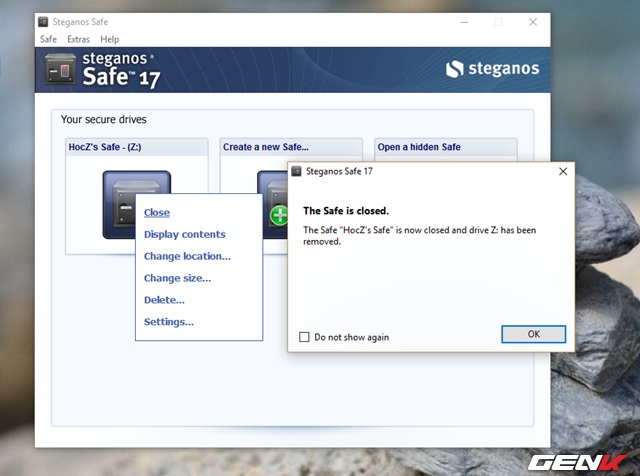 Steganos Safe
Safe Extras Help
steganos®
Safe™ 17
steganos
Your secure drives
HocZ's Safe - (Z:)
Create a new Safe...
Open a hidden Safe
Close
Display contents
Change location...
Change size...
Delete...
Settings...
Steganos Safe 17
The Safe is closed.
The Safe "HocZ's Safe" is now closed and drive Z: has been
removed.
Do not show again
OK
GENK